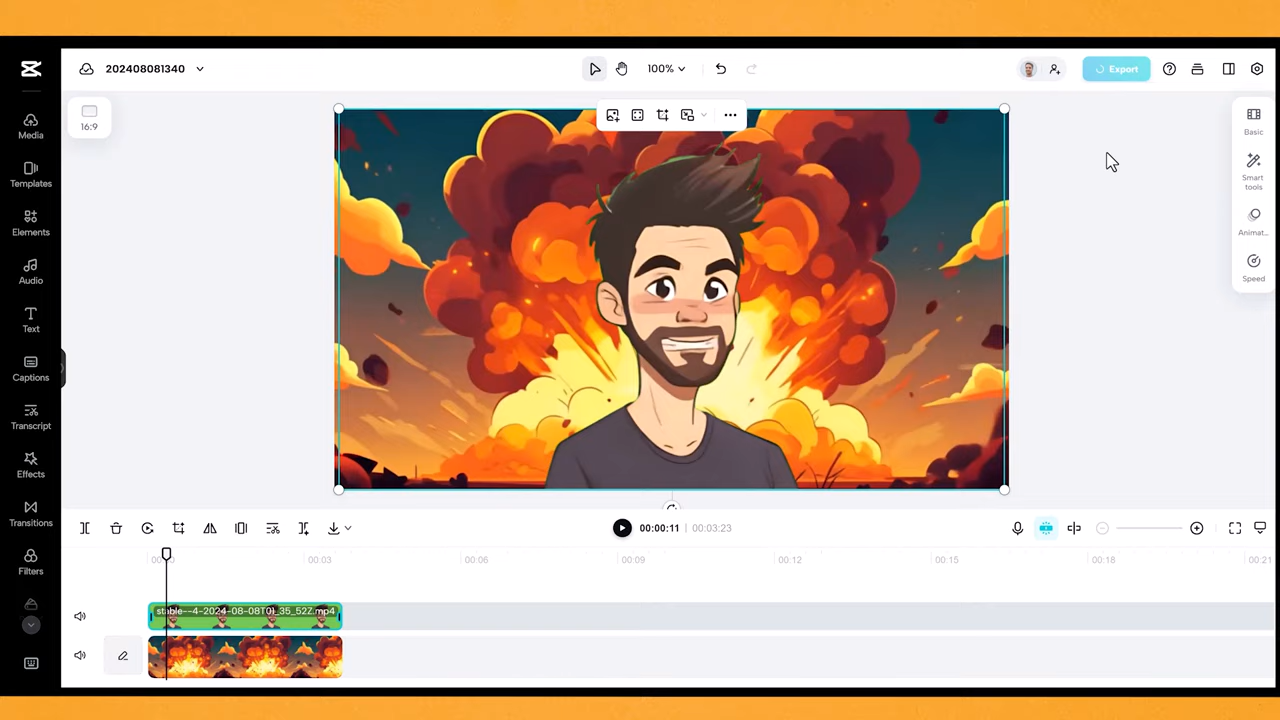 202408081340
100%
Export
16:9
Media
Templates
Elements
Audio
Text
Captions
Transcript
Effects
Transitions
Filters
Basic
Smart
tools
Animat...
Speed
00:00:11 | 00:03:23
00:03
00:06
00:09
00:12
00:15
00:18
00:21